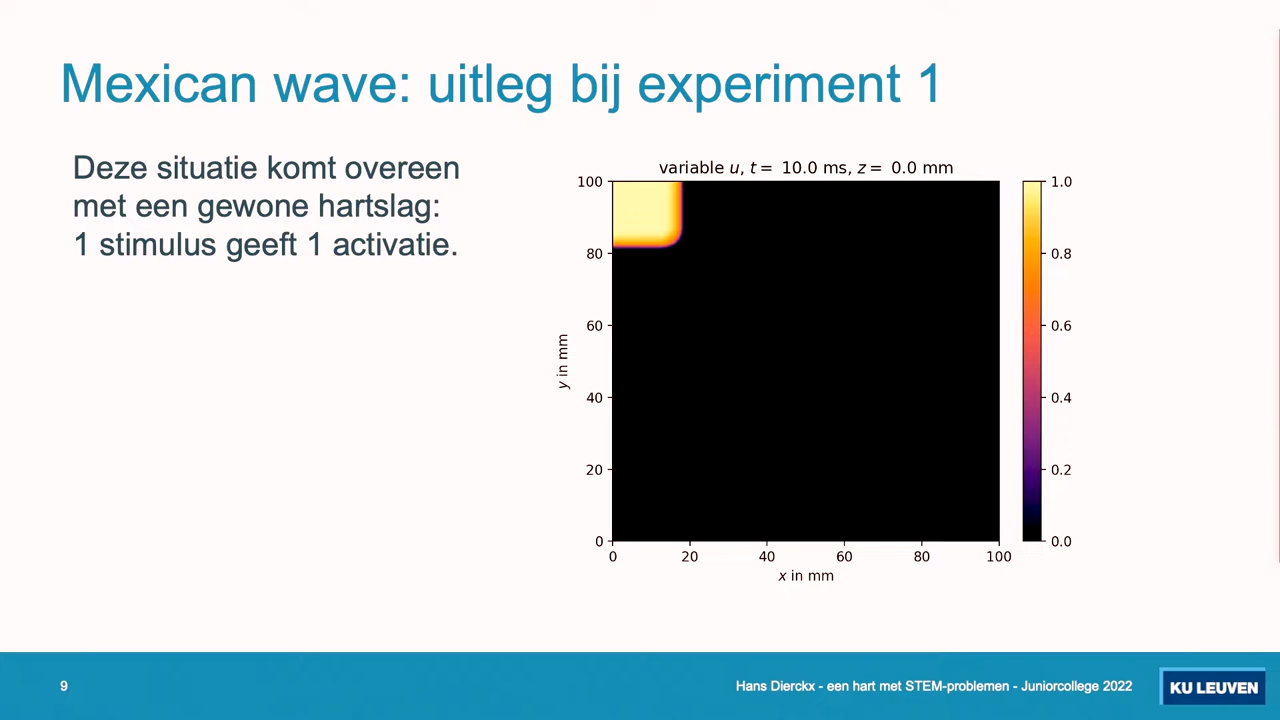 Mexican wave: uitleg bij experiment 1
Deze situatie komt overeen
met een gewone hartslag:
1 stimulus geeft 1 activatie.
variable u, t = 10.0 ms, z = 0.0 mm
100
80
60
40
20
0
y in mm
0 20 40 60 80 100
x in mm
1.0
0.8
0.6
0.4
0.2
0.0
9
Hans Dierckx - een hart met STEM-problemen - Juniorcollege 2022
KU LEUVEN